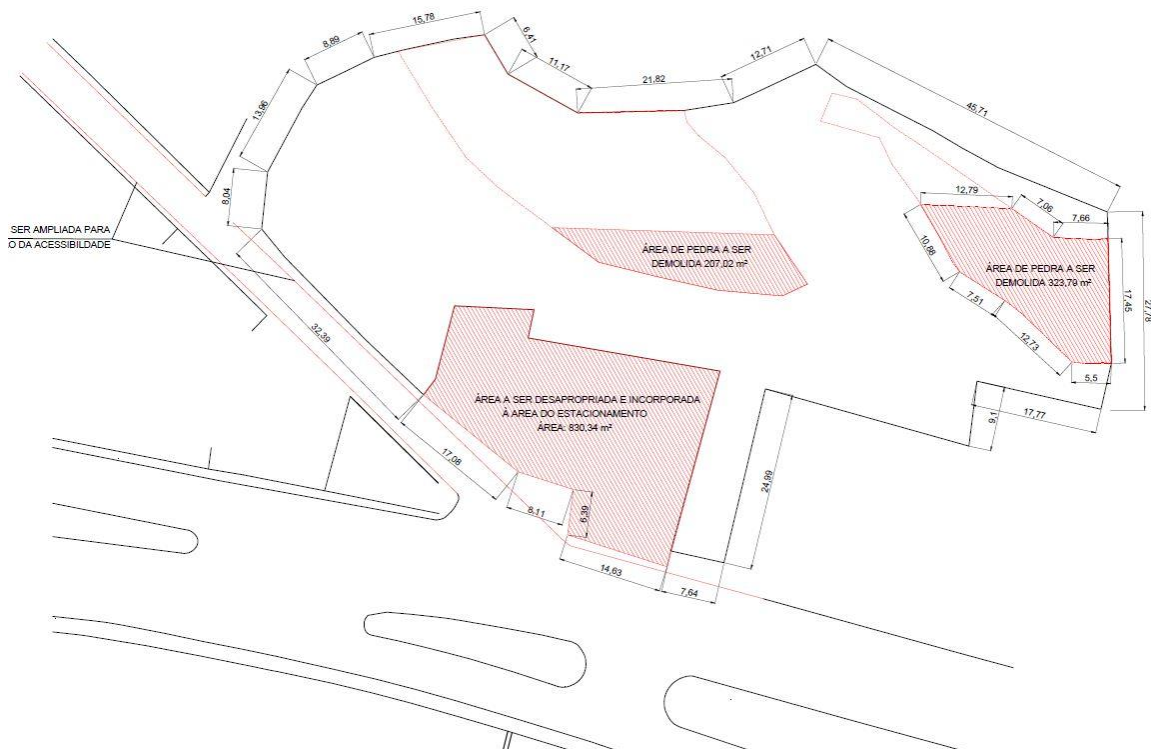 15,78
8,89
6,41
11,17
21,82
12,71
45,71
13,96
8,04
12,79
7,06
7,66
SER AMPLIADA PARA
O DA ACESSIBILDADE
ÁREA DE PEDRA A SER
DEMOLIDA 207,02 m²
10,86
ÁREA DE PEDRA A SER
DEMOLIDA 323,79 m²
17,45
27,78
7,51
12,73
5,5
32,39
ÁREA A SER DESAPROPRIADA E INCORPORADA
À AREA DO ESTACIONAMENTO
ÁREA: 830,34 m²
17,77
9,1
17,08
24,99
6,39
14,63
7,64